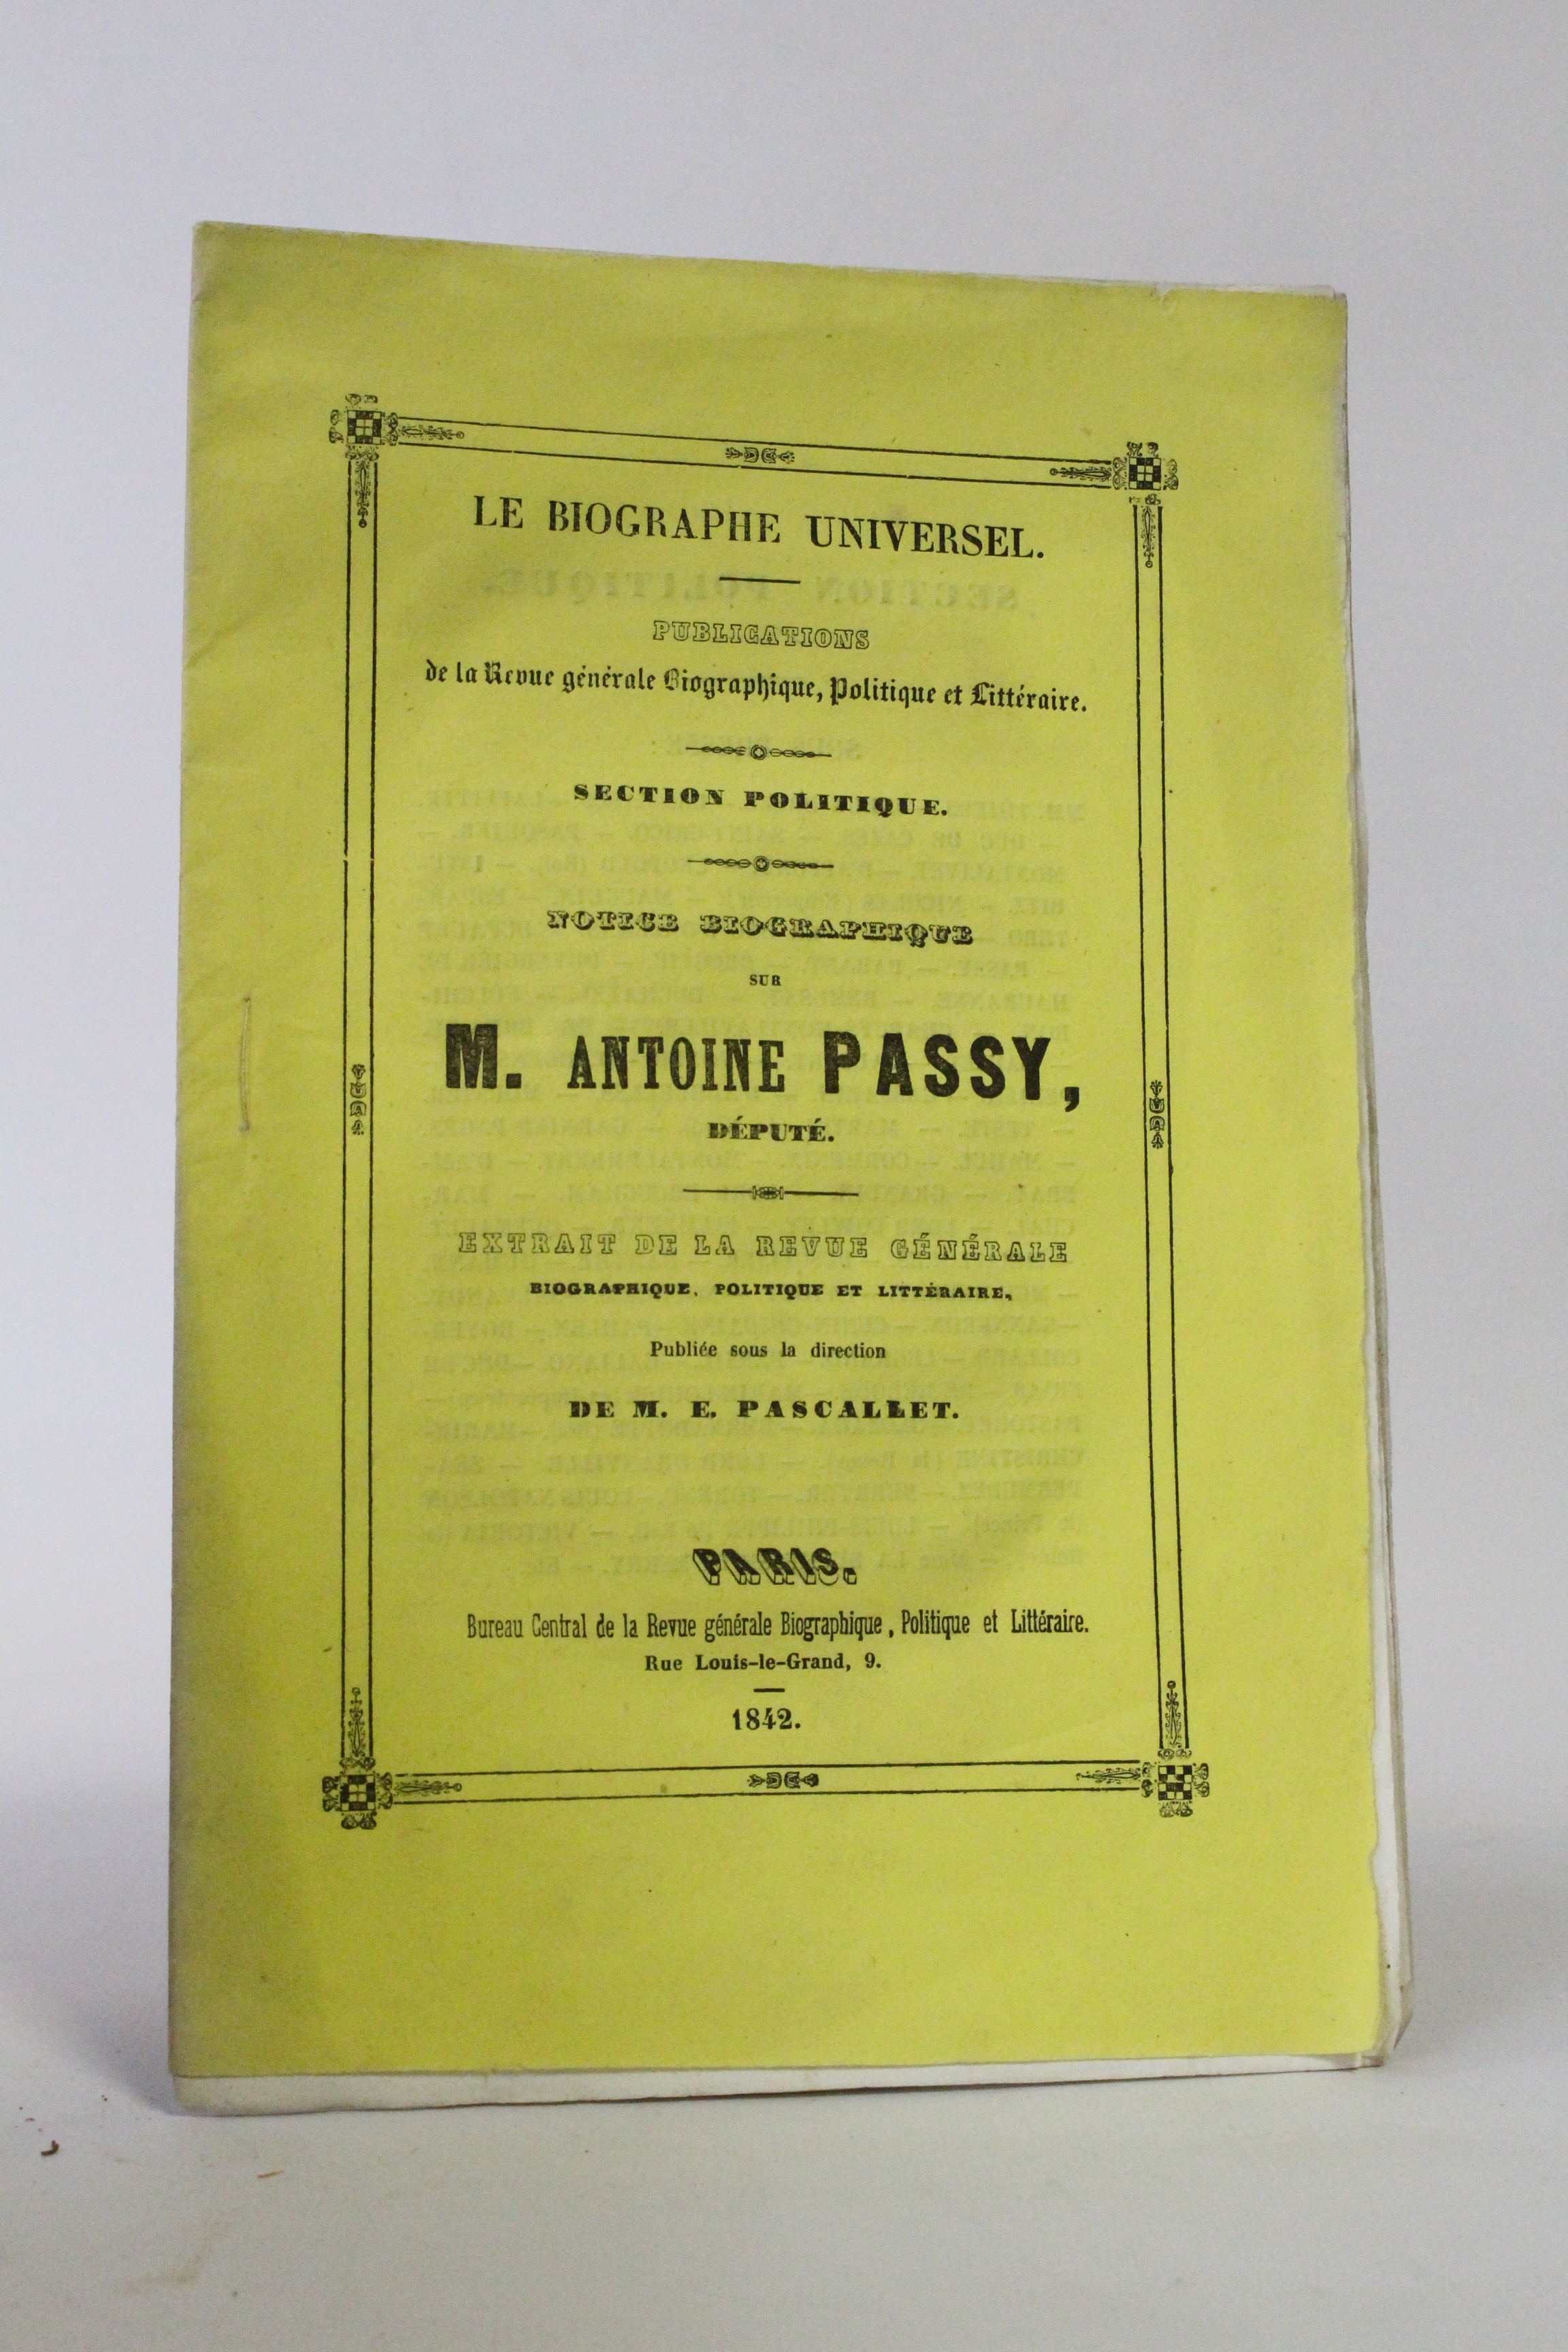 LE BIOGRAPHE UNIVERSEL.
PUBLICATIONS
de la Revue générale Biographique, Politique et Littéraire.
SECTION POLITIQUE.
NOTICE BIOGRAPHIQUE
SUR
M. ANTOINE PASSY,
DÉPUTÉ.
EXTRAIT DE LA REVUE GÉNÉRALE
BIOGRAPHIQUE, POLITIQUE ET LITTÉRAIRE,
Publiée sous la direction
DE M. E. PASCALLET.
PARIS.
Bureau Central de la Revue générale Biographique, Politique et Littéraire.
Rue Louis-le-Grand, 9.
1842.